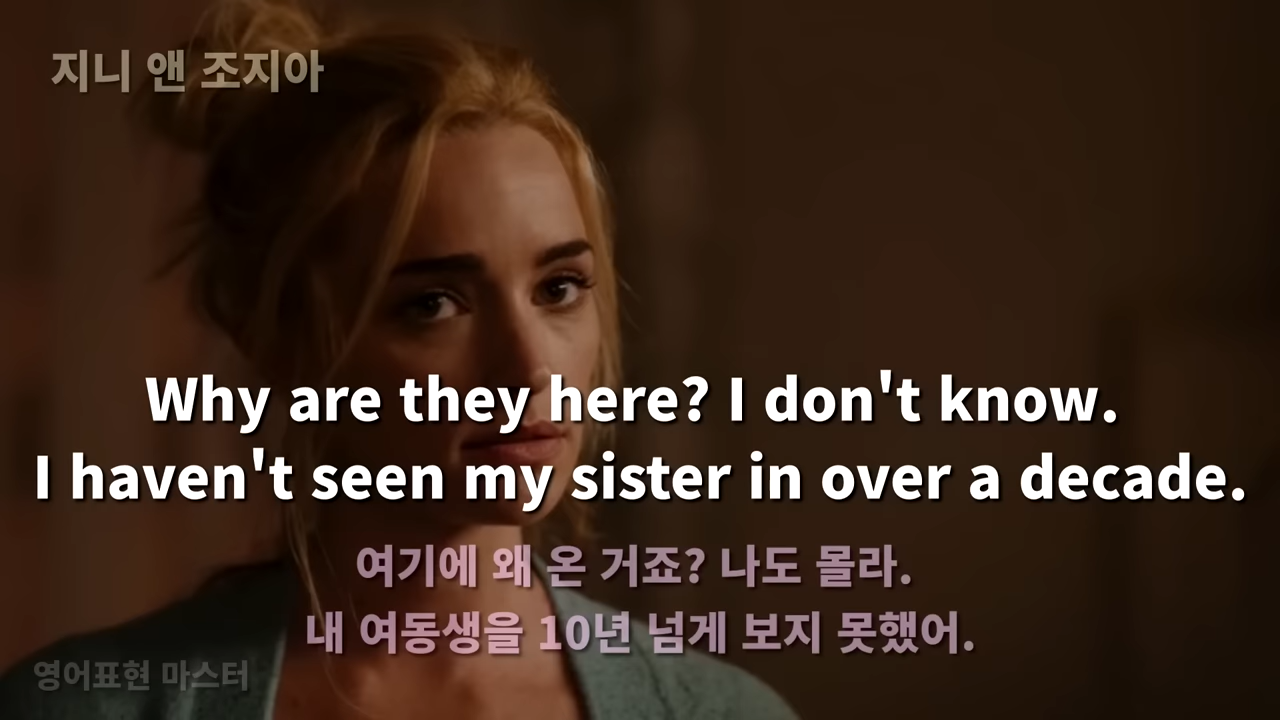 지니 앤 조지아
Why are they here? I don't know.
I haven't seen my sister in over a decade.
여기에 왜 온 거죠? 나도 몰라.
내 여동생을 10년 넘게 보지 못했어.
영어표현 마스터